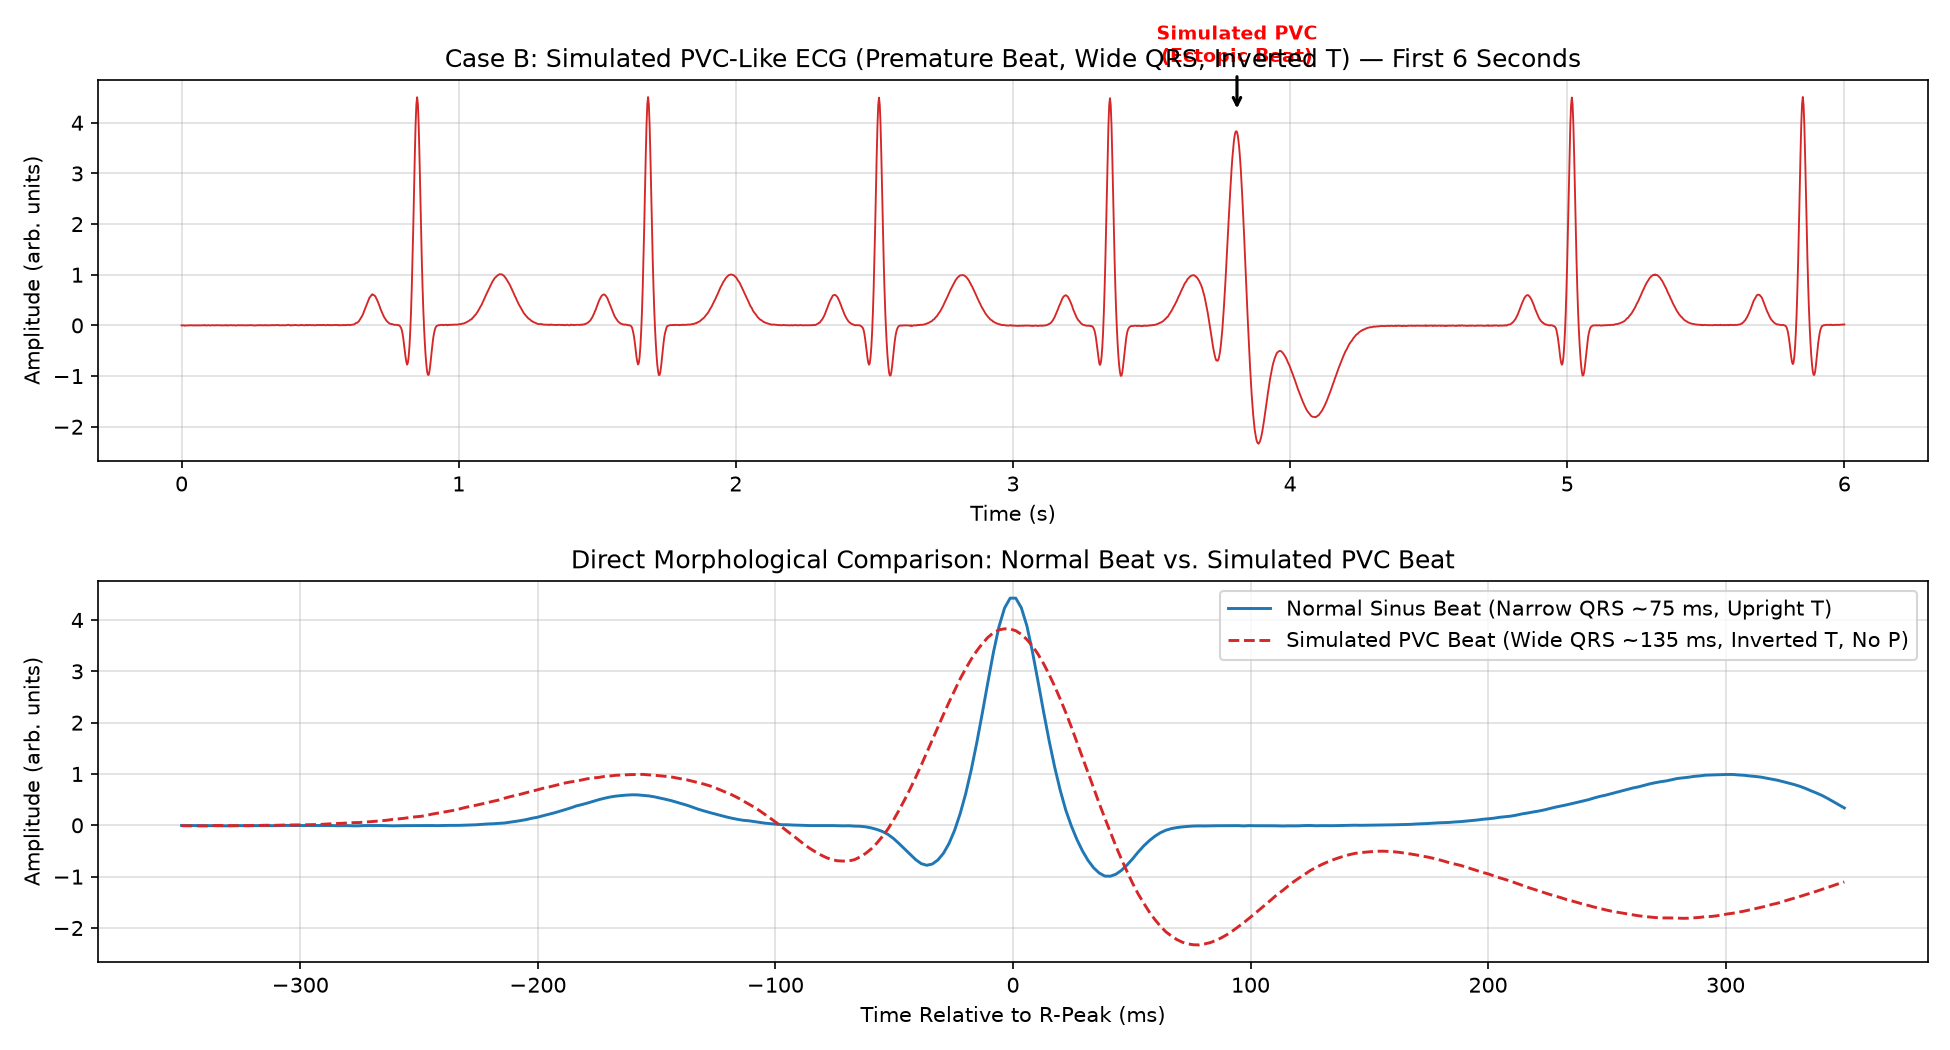 Simulated PVC
(Ectopic Beat)
Case B: Simulated PVC-Like ECG (Premature Beat, Wide QRS, Inverted T) — First 6 Seconds
4
3
2
1
0
−1
−2
Amplitude (arb. units)
0 1 2 3 4 5 6
Time (s)
Direct Morphological Comparison: Normal Beat vs. Simulated PVC Beat
Normal Sinus Beat (Narrow QRS ~75 ms, Upright T)
Simulated PVC Beat (Wide QRS ~135 ms, Inverted T, No P)
4
3
2
1
0
−1
−2
Amplitude (arb. units)
−300 −200 −100 0 100 200 300
Time Relative to R-Peak (ms)